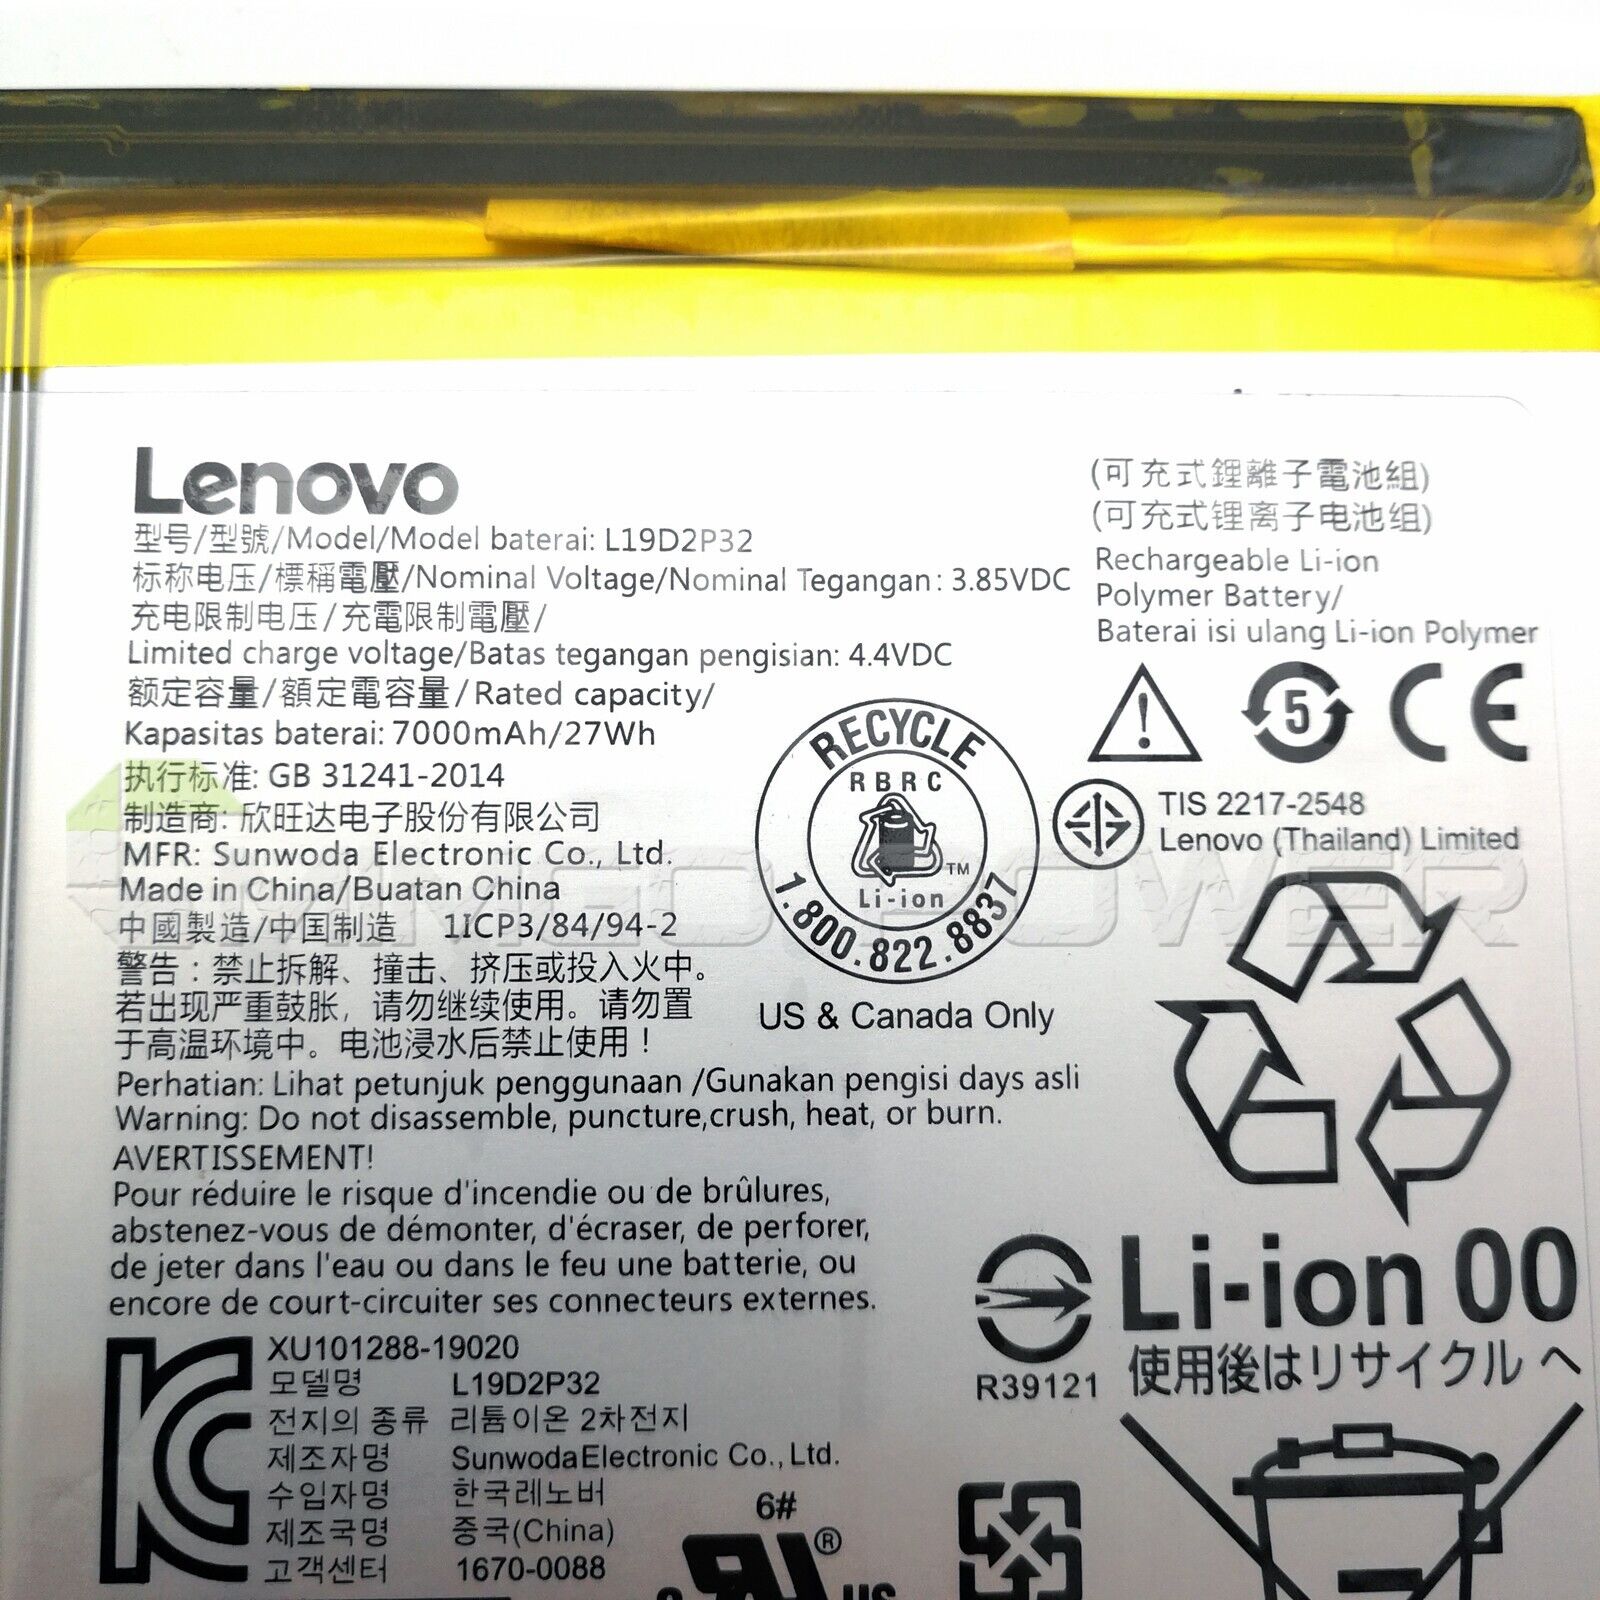 Lenovo
型号/型號/Model/Model baterai: L19D2P32
标称电压/標稱電壓/Nominal Voltage/Nominal Tegangan: 3.85VDC
充电限制电压/充電限制電壓/
Limited charge voltage/Batas tegangan pengisian: 4.4VDC
额定容量/額定電容量/Rated capacity/
Kapasitas baterai: 7000mAh/27Wh
执行标准: GB 31241-2014
制造商: 欣旺达电子股份有限公司
MFR: Sunwoda Electronic Co., Ltd.
Made in China/Buatan China
中國製造/中国制造 1ICP3/84/94-2
警告：禁止拆解、撞击、挤压或投入火中。
若出现严重鼓胀，请勿继续使用。请勿置
于高温环境中。电池浸水后禁止使用！
Perhatian: Lihat petunjuk penggunaan /Gunakan pengisi days asli
Warning: Do not disassemble, puncture,crush, heat, or burn.
AVERTISSEMENT!
Pour réduire le risque d'incendie ou de brûlures,
abstenez-vous de démonter, d'écraser, de perforer,
de jeter dans l'eau ou dans le feu une batterie, ou
encore de court-circuiter ses connecteurs externes.
XU101288-19020
모델명 L19D2P32
전지의 종류 리튬이온 2차전지
제조자명 SunwodaElectronic Co., Ltd.
수입자명 한국레노버
제조국명 중국(China)
고객센터 1670-0088
(可充式鋰離子電池組)
(可充式锂离子电池组)
Rechargeable Li-ion
Polymer Battery/
Baterai isi ulang Li-ion Polymer
5
CE
RECYCLE
RBRC
TM
Li-ion
1.800.822.8837
US & Canada Only
TIS 2217-2548
Lenovo (Thailand) Limited
POWER
Li-ion 00
R39121
使用後はリサイクルへ
6#
®
US